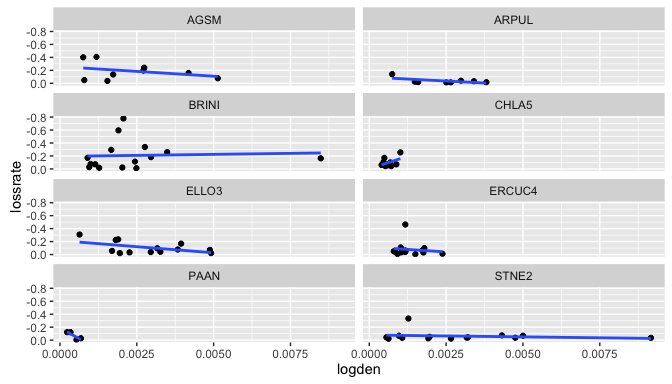 AGSM ARPUL
-0.8
-0.6
-0.4
-0.2
0.0
BRINI CHLA5
-0.8
-0.6
-0.4
-0.2
0.0
lossrate
ELLO3 ERCUC4
-0.8
-0.6
-0.4
-0.2
0.0
PAAN STNE2
-0.8
-0.6
-0.4
-0.2
0.0
0.0000 0.0025 0.0050 0.0075 0.0000 0.0025 0.0050 0.0075
logden